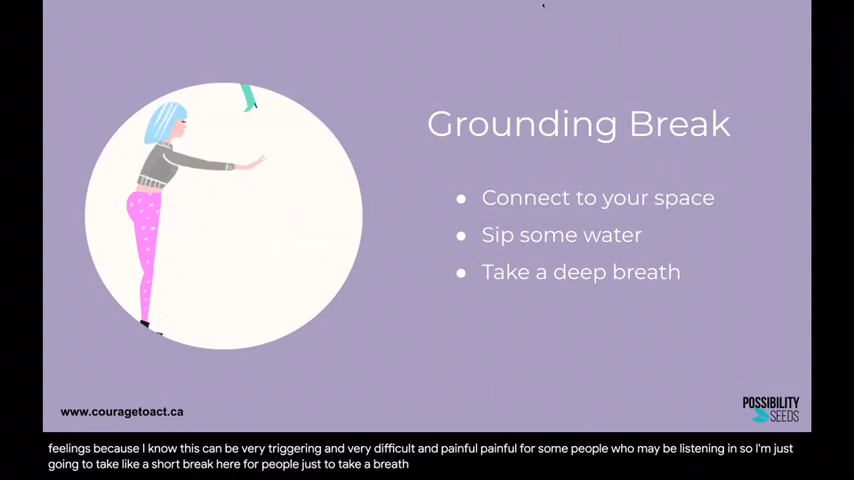 Grounding Break
● Connect to your space
● Sip some water
● Take a deep breath
www.couragetoact.ca
POSSIBILITY
SEEDS
feelings because I know this can be very triggering and very difficult and painful painful for some people who may be listening in so I'm just
going to take like a short break here for people just to take a breath